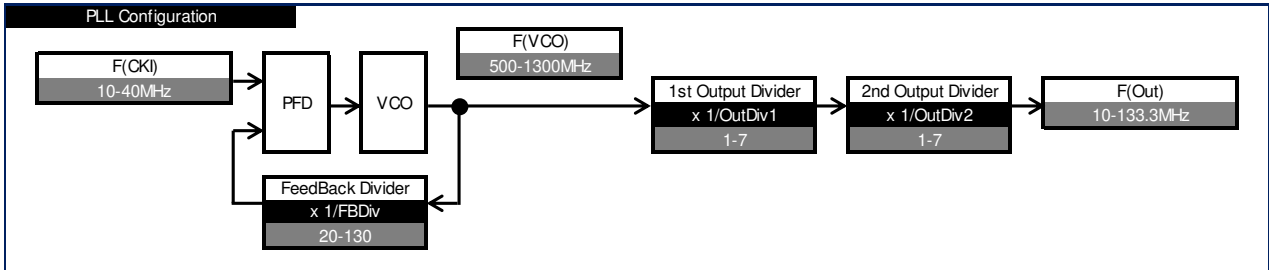 PLL Configuration
F(CKI)
10-40MHz
PFD
VCO
F(VCO)
500-1300MHz
1st Output Divider
x 1/OutDiv1
1-7
2nd Output Divider
x 1/OutDiv2
1-7
F(Out)
10-133.3MHz
FeedBack Divider
x 1/FBDiv
20-130